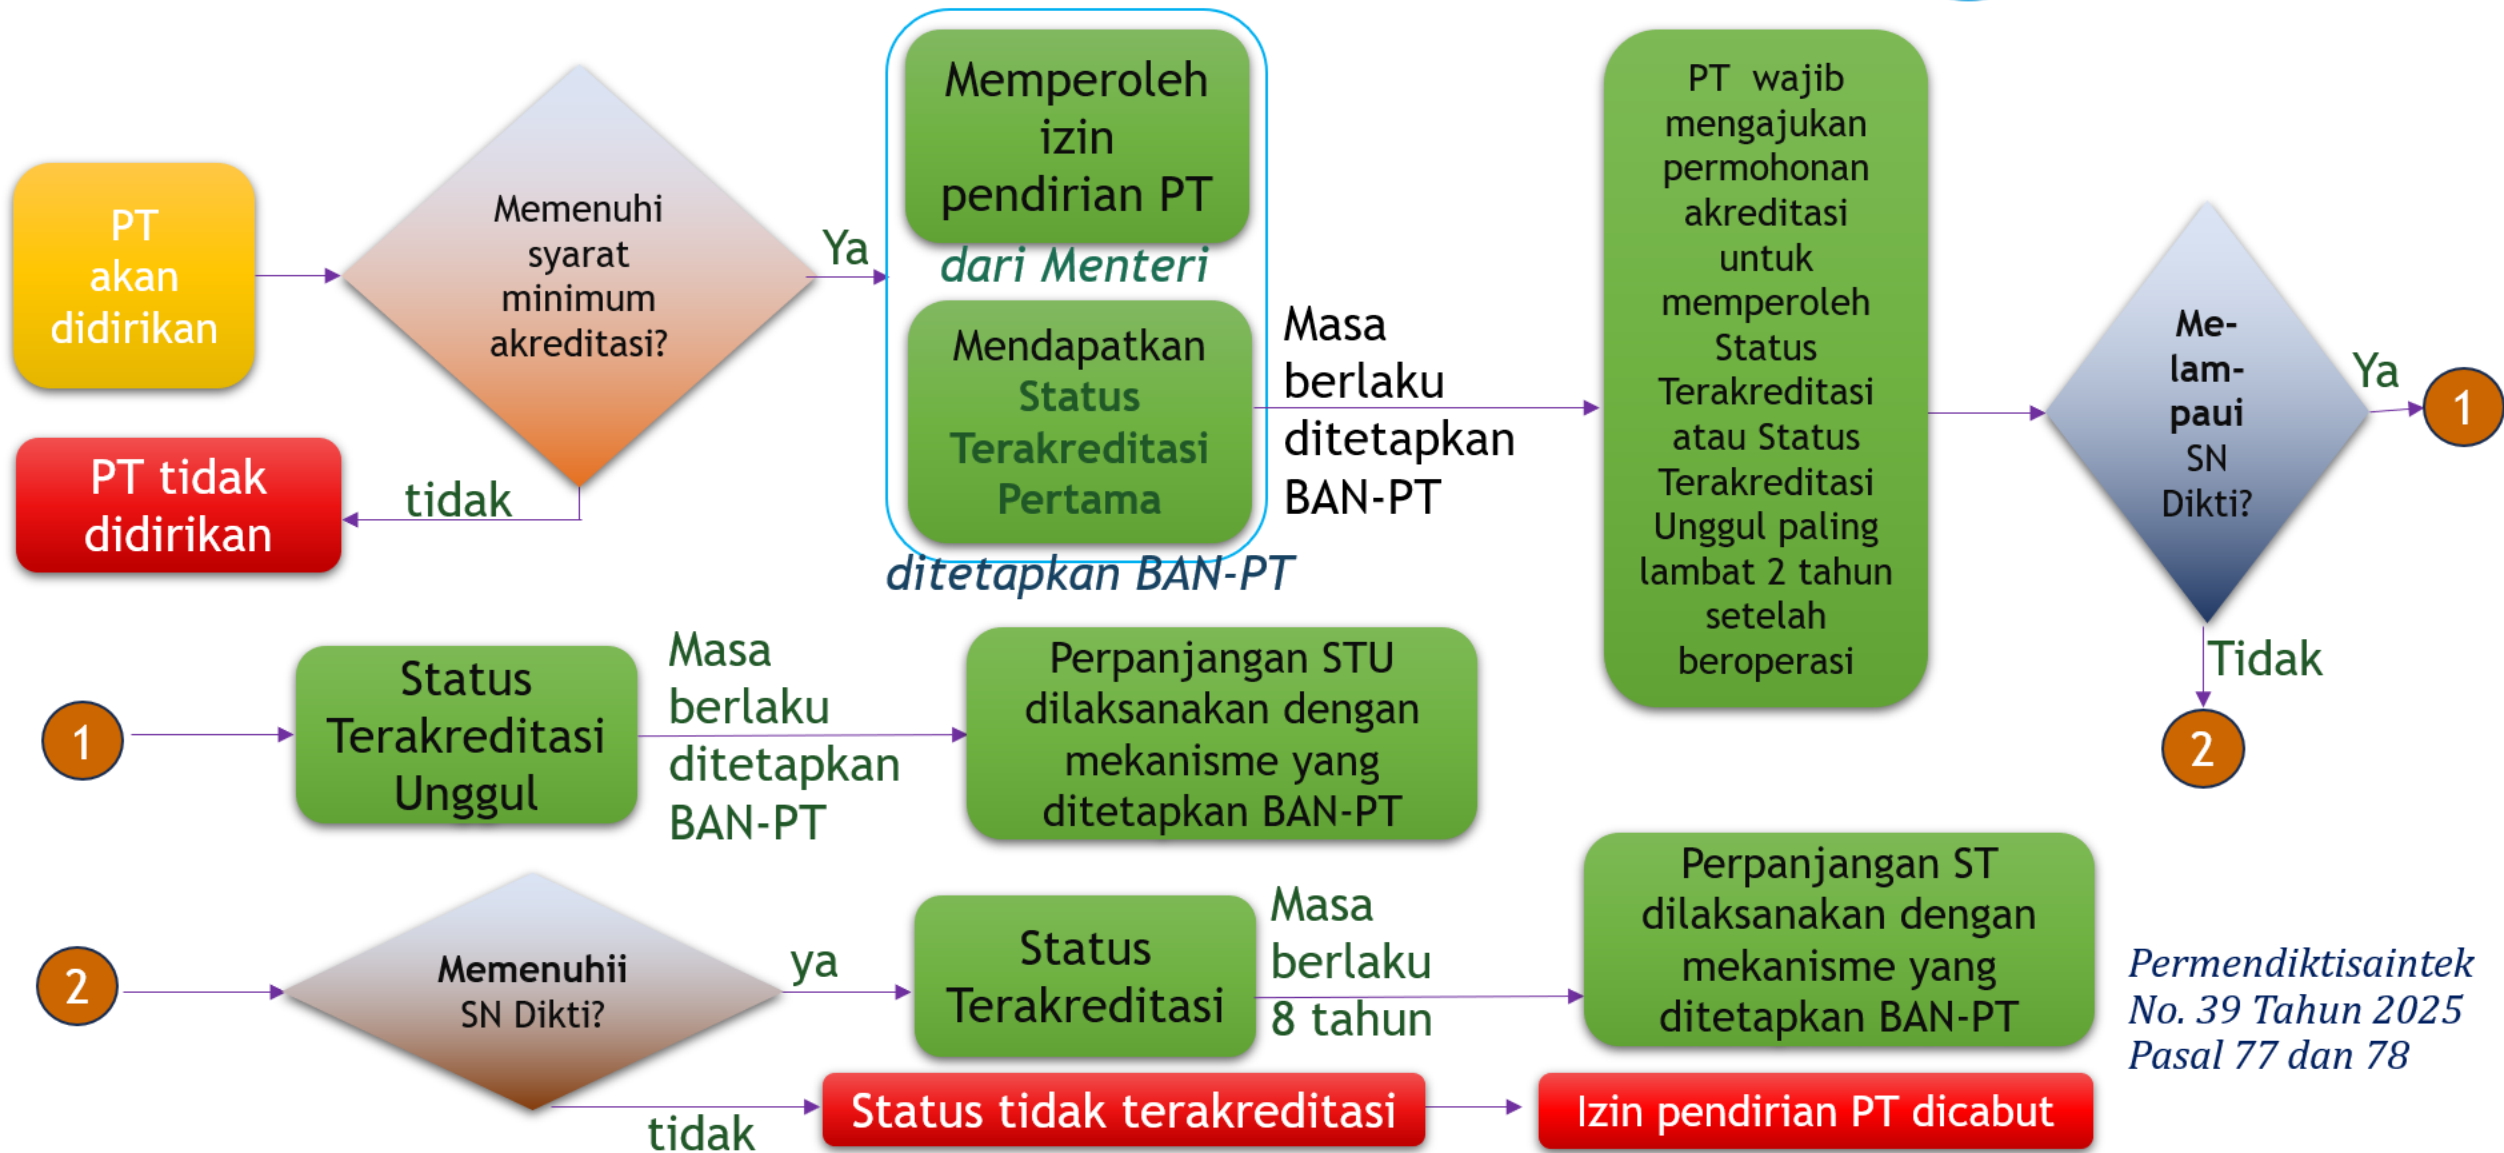 PT
akan
didirikan
Memenuhi
syarat
minimum
akreditasi?
Ya
tidak
PT tidak
didirikan
Memperoleh
izin
pendirian PT
dari Menteri
Mendapatkan
Status
Terakreditasi
Pertama
ditetapkan BAN-PT
Masa
berlaku
ditetapkan
BAN-PT
PT wajib
mengajukan
permohonan
akreditasi
untuk
memperoleh
Status
Terakreditasi
atau Status
Terakreditasi
Unggul paling
lambat 2 tahun
setelah
beroperasi
Me-
lam-
paui
SN
Dikti?
Ya
1
Tidak
2
1
Status
Terakreditasi
Unggul
Masa
berlaku
ditetapkan
BAN-PT
Perpanjangan STU
dilaksanakan dengan
mekanisme yang
ditetapkan BAN-PT
2
Memenuhii
SN Dikti?
ya
Status
Terakreditasi
Masa
berlaku
8 tahun
Perpanjangan ST
dilaksanakan dengan
mekanisme yang
ditetapkan BAN-PT
tidak
Status tidak terakreditasi
Izin pendirian PT dicabut
Permendiktisaintek
No. 39 Tahun 2025
Pasal 77 dan 78